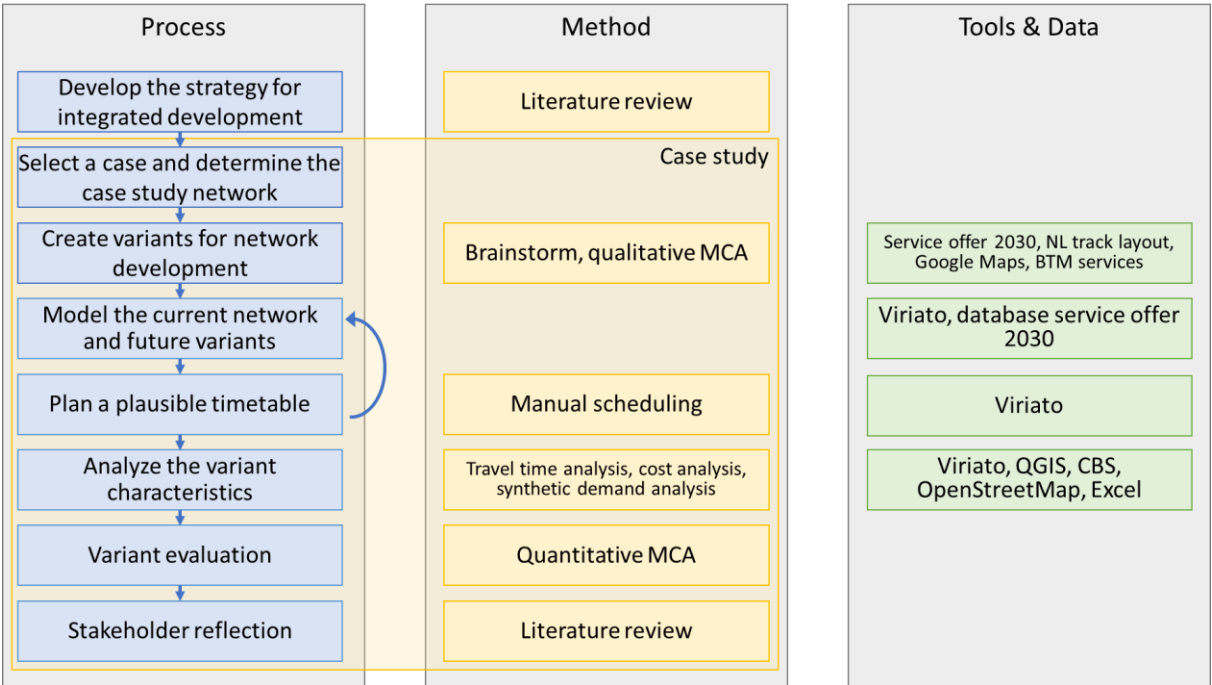 Process
Method
Tools & Data
Develop the strategy for
integrated development
Literature review
Case study
Select a case and determine the
case study network
Create variants for network
development
Brainstorm, qualitative MCA
Service offer 2030, NL track layout,
Google Maps, BTM services
Model the current network
and future variants
Viriato, database service offer
2030
Plan a plausible timetable
Manual scheduling
Viriato
Analyze the variant
characteristics
Travel time analysis, cost analysis,
synthetic demand analysis
Viriato, QGIS, CBS,
OpenStreetMap, Excel
Variant evaluation
Quantitative MCA
Stakeholder reflection
Literature review